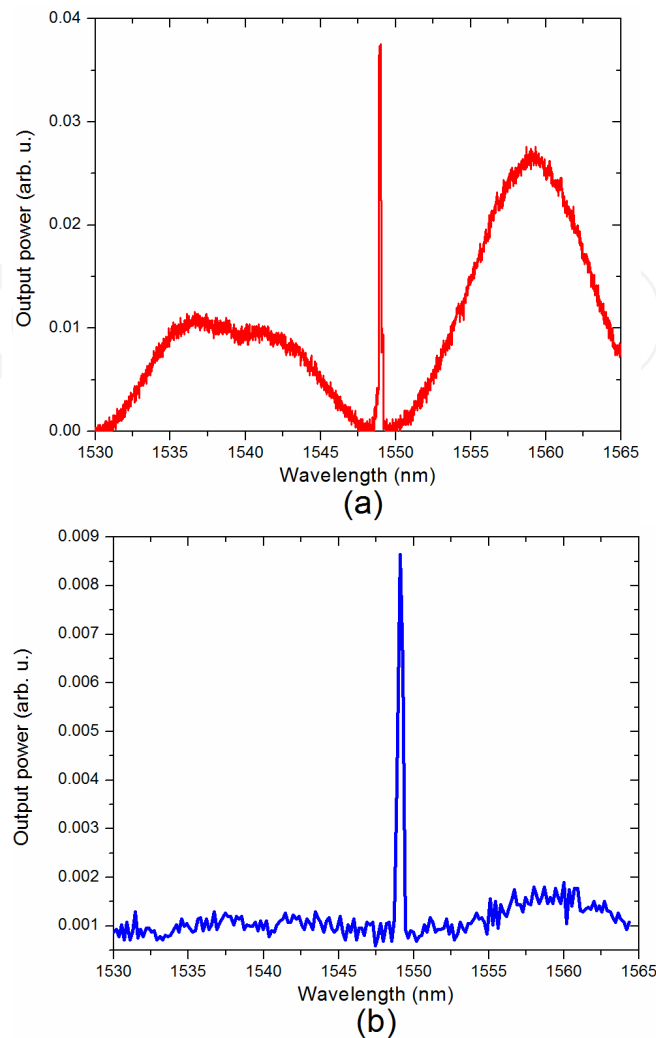 0.04
0.03
0.02
0.01
0.00
Output power (arb. u.)
1530 1535 1540 1545 1550 1555 1560 1565
Wavelength (nm)
(a)
0.009
0.008
0.007
0.006
0.005
0.004
0.003
0.002
0.001
Output power (arb. u.)
1530 1535 1540 1545 1550 1555 1560 1565
Wavelength (nm)
(b)